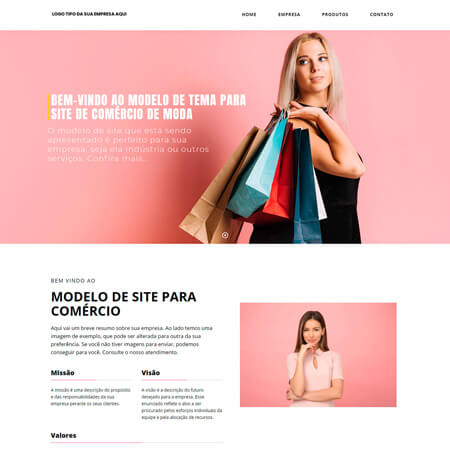 LOGO TIPO DA SUA EMPRESA AQUI
HOME EMPRESA PRODUTOS CONTATO
BEM-VINDO AO MODELO DE TEMA PARA
SITE DE COMÉRCIO DE MODA
O modelo de site que está sendo
apresentado é perfeito para sua
empresa, seja ela indústria ou outros
serviços. Confira mais...
BEM VINDO AO
MODELO DE SITE PARA
COMÉRCIO
Aqui vai um breve resumo sobre sua empresa. Ao lado temos uma
imagem de exemplo, que pode ser alterada para outra da sua
preferência. Se você não tiver imagens para enviar, podemos
conseguir para você. Consulte o nosso atendimento.
Missão
A missão é uma descrição do propósito
e das responsabilidades da sua
empresa perante os seus clientes.
Visão
A visão é a descrição do futuro
desejado para a empresa. Esse
enunciado reflete o alvo a ser
procurado pelos esforços individuais da
equipe e pela alocação de recursos.
Valores